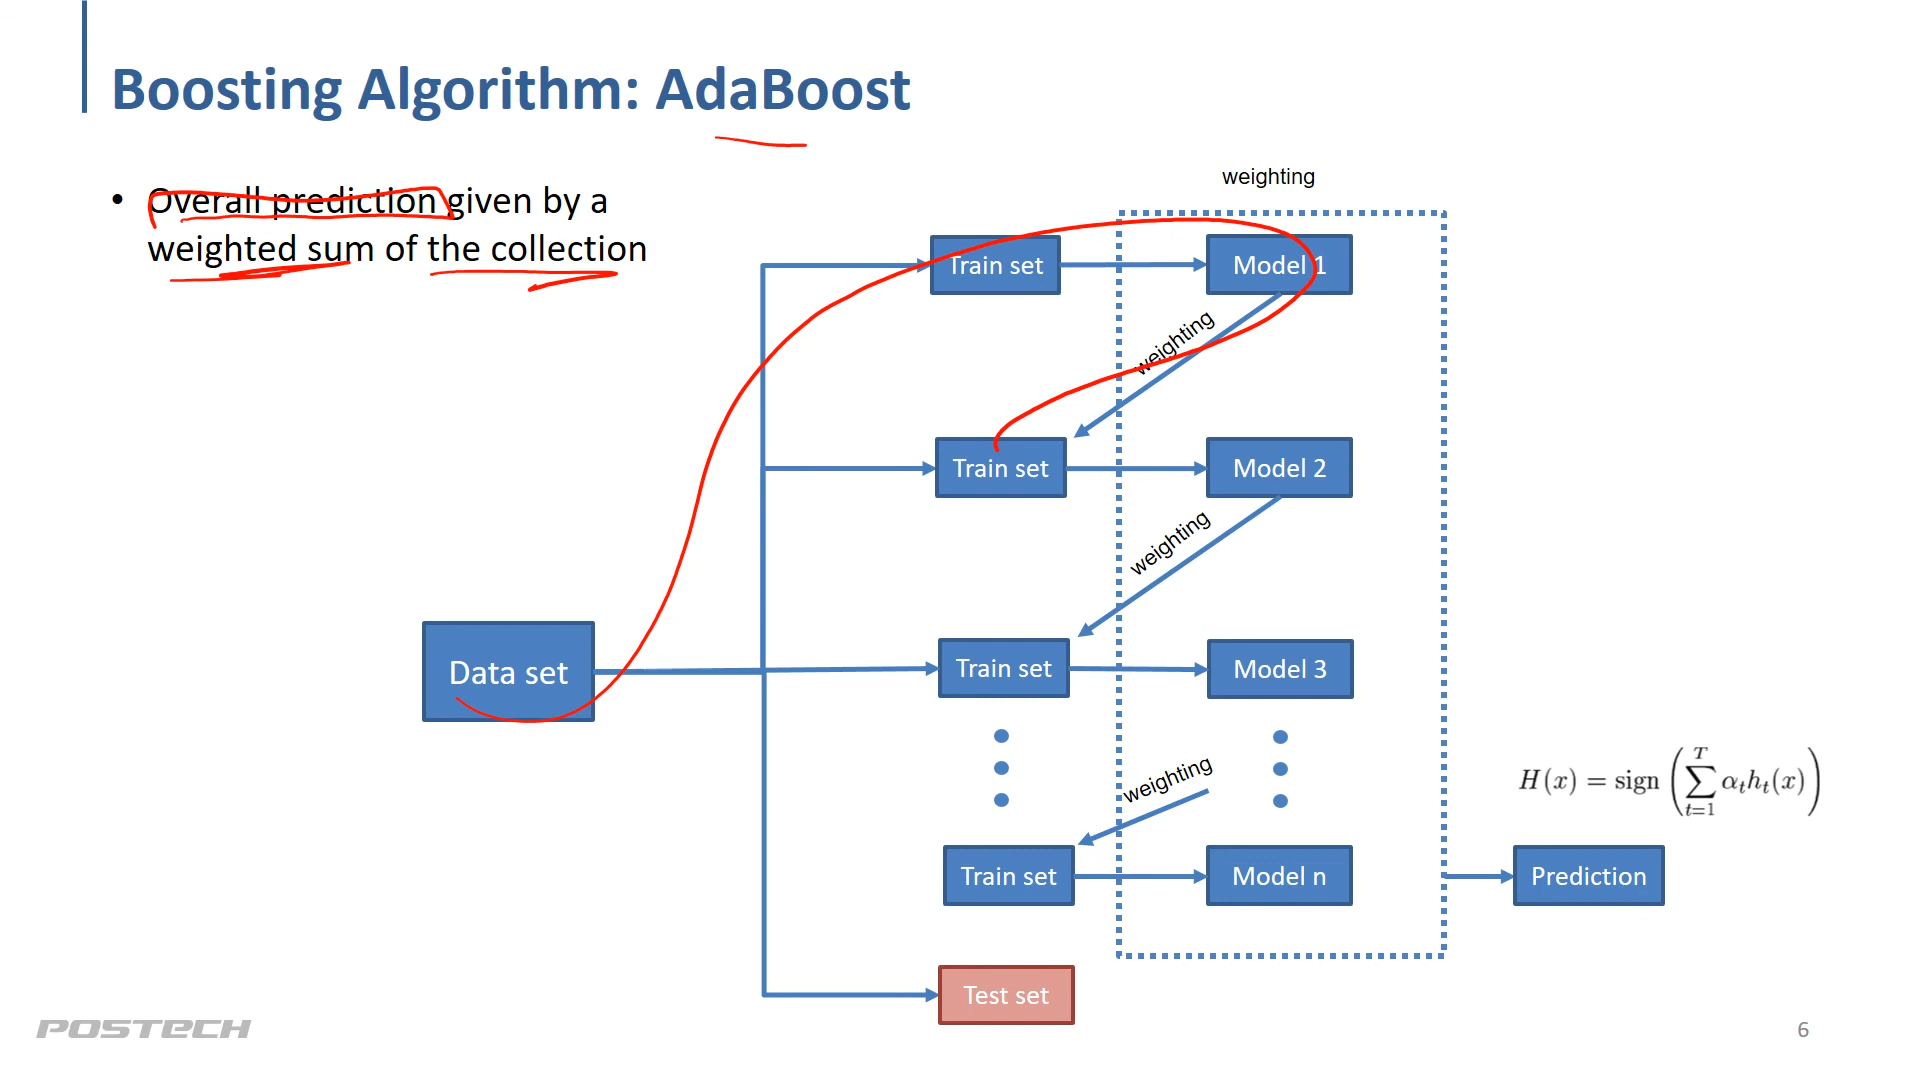 Boosting Algorithm: AdaBoost
• Overall prediction given by a
weighted sum of the collection
weighting
Train set
Model 1
weighting
Train set
Model 2
weighting
Data set
Train set
Model 3
weighting
H(x) = sign (∑_{t=1}^{T} α_t h_t(x))
Train set
Model n
Prediction
Test set
POSTECH
6